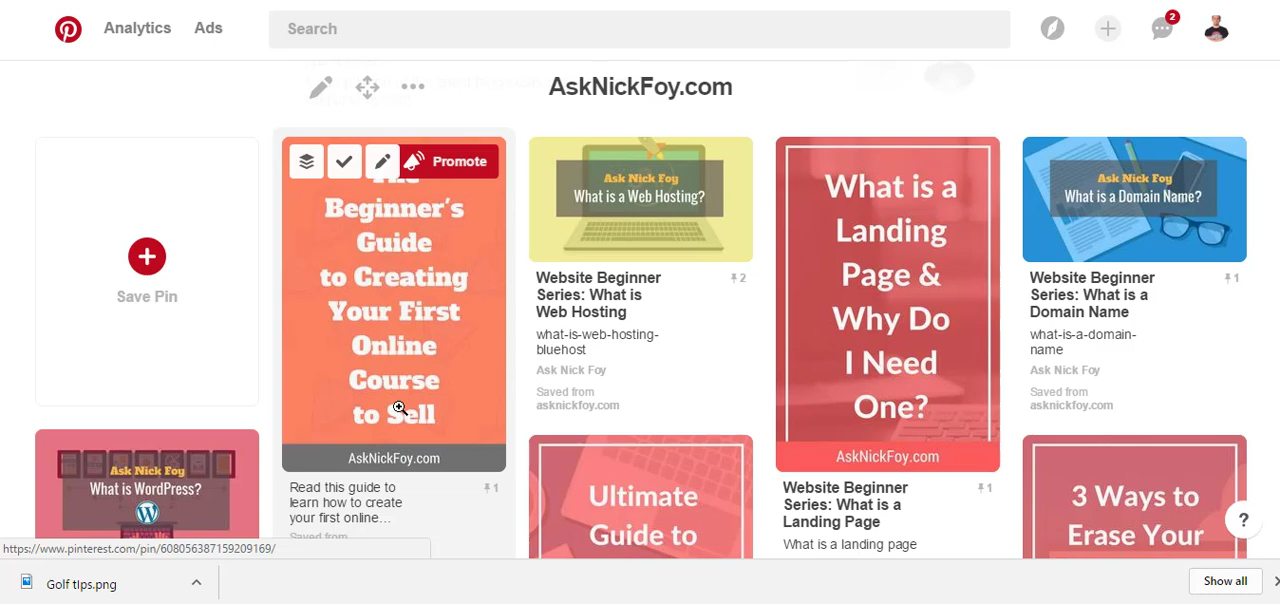 Analytics
Ads
Search
2
AskNickFoy.com
Save Pin
Promote
The
Beginner's
Guide
to Creating
Your First
Online
Course
to Sell
AskNickFoy.com
Read this guide to
learn how to create
your first online...
1
Saved from
Ask Nick Foy
What is a Web Hosting?
Website Beginner
Series: What is
Web Hosting
2
what-is-web-hosting-
bluehost
Ask Nick Foy
Saved from
asknickfoy.com
What is a
Landing
Page &
Why Do
I Need
One?
AskNickFoy.com
Website Beginner
Series: What is a
Landing Page
1
What is a landing page
Ask Nick Foy
What is a Domain Name?
Website Beginner
Series: What is a
Domain Name
1
what-is-a-domain-
name
Ask Nick Foy
Saved from
asknickfoy.com
Ask Nick Foy
What is WordPress?
Ultimate
Guide to
3 Ways to
Erase Your
?
https://www.pinterest.com/pin/608056387159209169/
Golf tIps.png
Show all